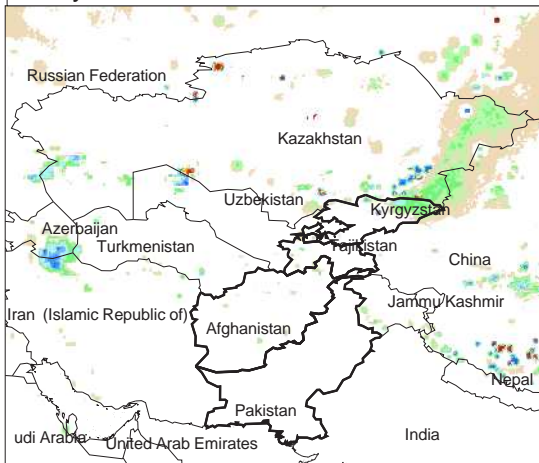 Russian Federation
Kazakhstan
Uzbekistan
Kyrgyzstan
Azerbaijan
Turkmenistan
Tajikistan
China
Jammu/Kashmir
Iran (Islamic Republic of)
Afghanistan
Nepal
Pakistan
udi Arabia
United Arab Emirates
India